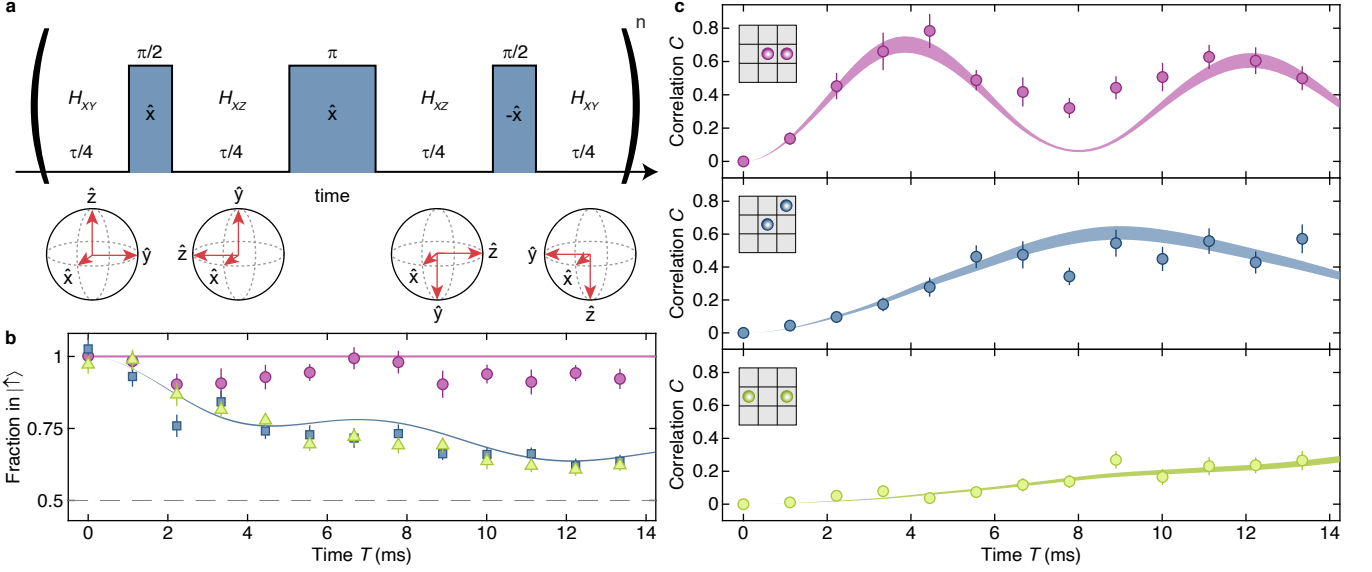 a
n
π/2
π
π/2
H_XY
x̂
H_XZ
x̂
H_XZ
-x̂
H_XY
τ/4
τ/4
τ/4
τ/4
time
ẑ
ŷ
x̂
ŷ
ẑ
x̂
ẑ
x̂
ŷ
ŷ
x̂
ẑ
b
Fraction in |↑⟩
1
0.75
0.5
0 2 4 6 8 10 12 14
Time T (ms)
c
Correlation C
0.8
0.6
0.4
0.2
0
Correlation C
0.8
0.6
0.4
0.2
0
Correlation C
0.8
0.6
0.4
0.2
0
0 2 4 6 8 10 12 14
Time T (ms)